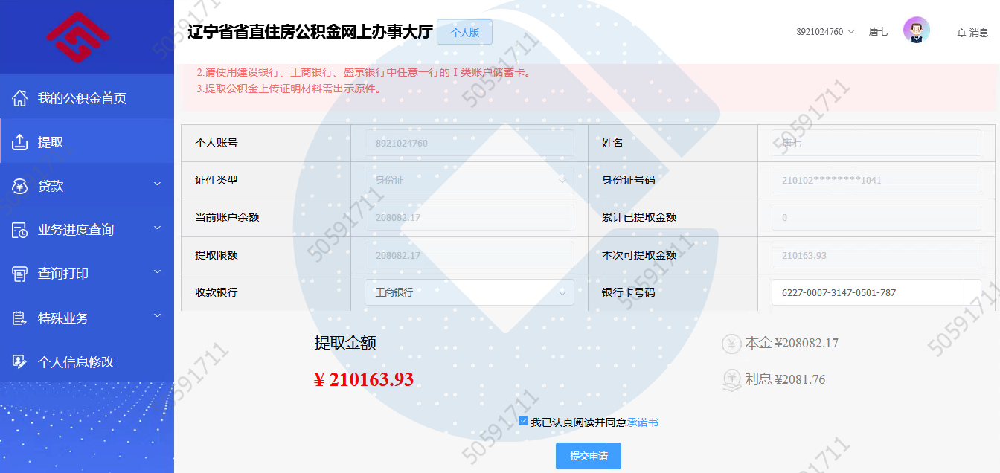 辽宁省省直住房公积金网上办事大厅 个人版 8921024760 唐七 消息
我的公积金首页
提取
贷款
业务进度查询
查询打印
特殊业务
个人信息修改
2.请使用建设银行、工商银行、盛京银行中任意一行的Ⅰ类账户储蓄卡。
3.提取公积金上传证明材料需出示原件。
个人账号 8921024760 姓名 唐七
证件类型 身份证 身份证号码 210102********1041
当前账户余额 208082.17 累计已提取金额 0
提取限额 208082.17 本次可提取金额 210163.93
收款银行 工商银行 银行卡号码 6227-0007-3147-0501-787
提取金额
¥ 210163.93
本金 ¥208082.17
利息 ¥2081.76
我已认真阅读并同意承诺书
提交申请
50591711
50591711
50591711
50591711
50591711
50591711
50591711
50591711
50591711